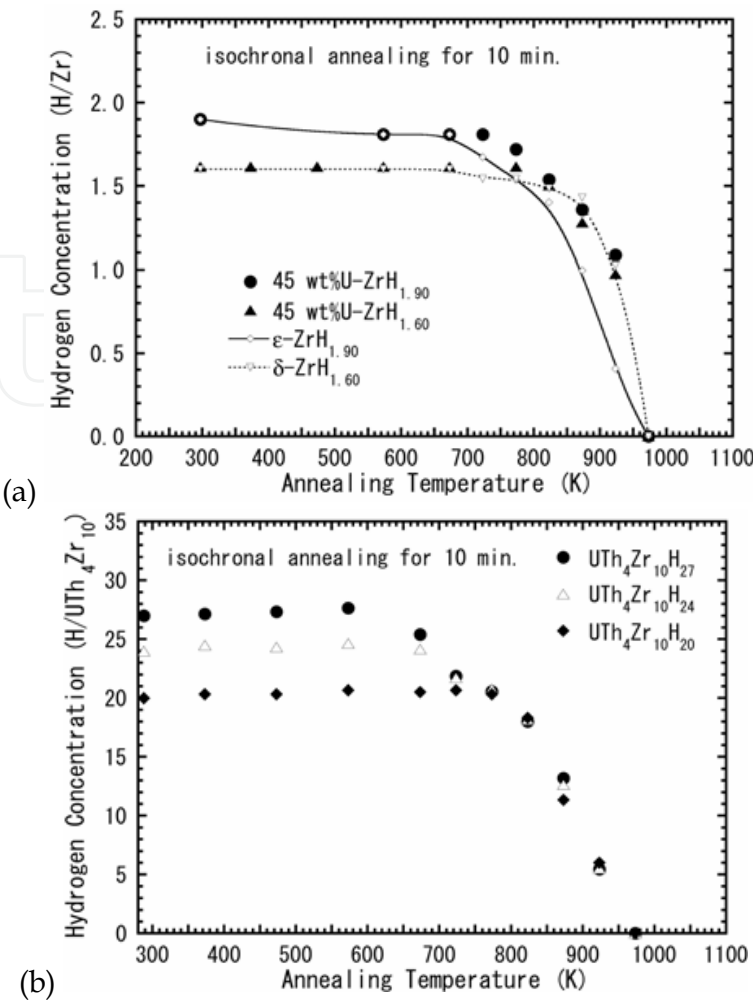 (a)
isochronal annealing for 10 min.
Hydrogen Concentration (H/Zr)
2.5
2.0
1.5
1.0
0.5
0.0
45 wt%U-ZrH1.90
45 wt%U-ZrH1.60
ε-ZrH1.90
δ-ZrH1.60
200 300 400 500 600 700 800 900 1000 1100
Annealing Temperature (K)
(b)
isochronal annealing for 10 min.
Hydrogen Concentration (H/UTh4Zr10)
35
30
25
20
15
10
5
0
UTh4Zr10H27
UTh4Zr10H24
UTh4Zr10H20
300 400 500 600 700 800 900 1000 1100
Annealing Temperature (K)